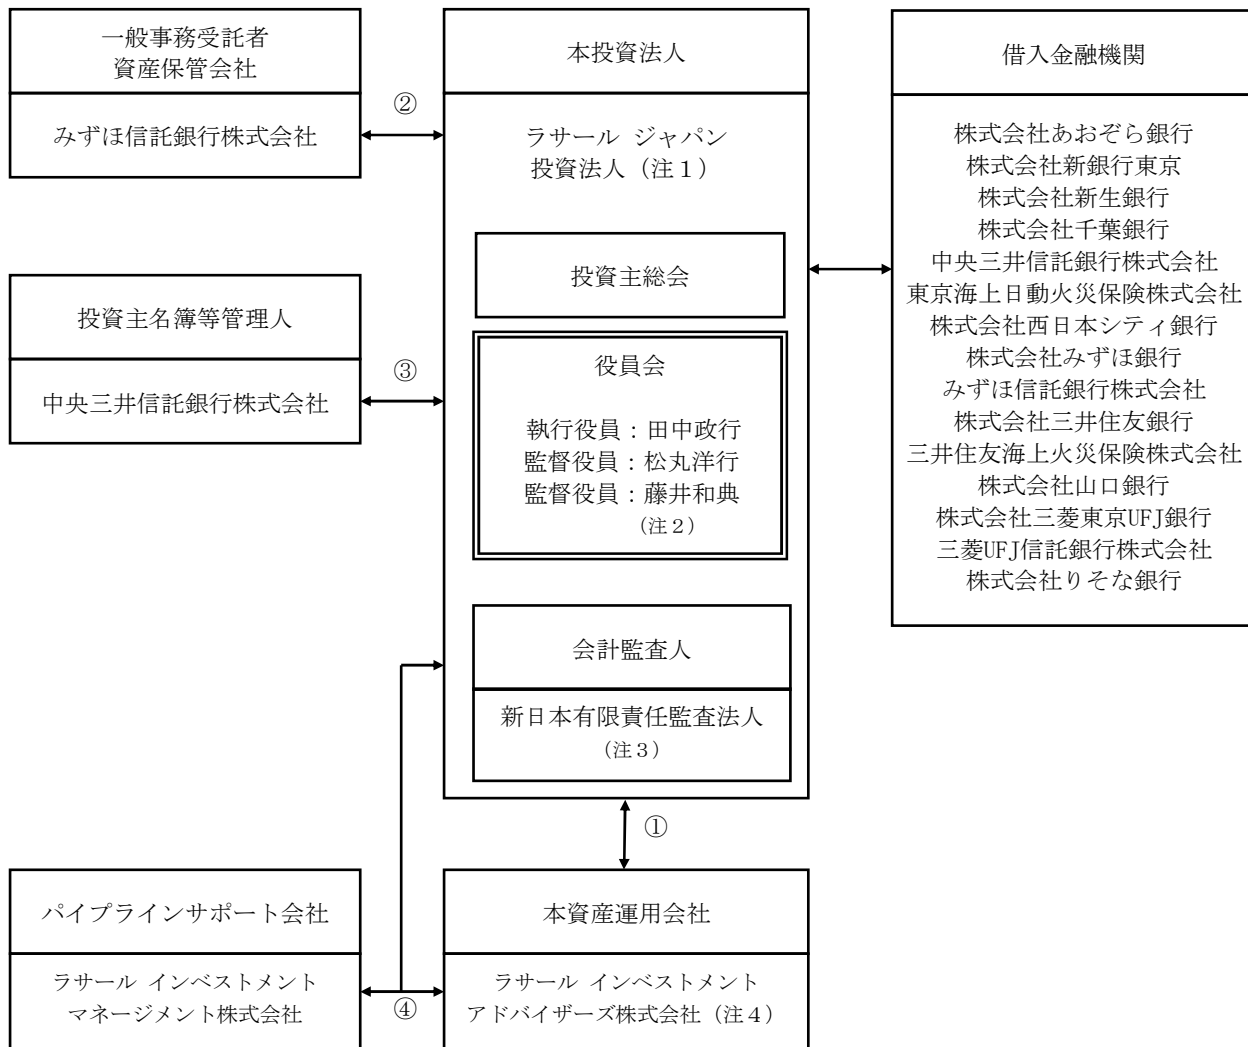 一般事務受託者
資産保管会社
みずほ信託銀行株式会社
②
本投資法人
ラサール ジャパン
投資法人（注１）
投資主総会
役員会
執行役員：田中政行
監督役員：松丸洋行
監督役員：藤井和典
（注２）
会計監査人
新日本有限責任監査法人
（注３）
借入金融機関
株式会社あおぞら銀行
株式会社新銀行東京
株式会社新生銀行
株式会社千葉銀行
中央三井信託銀行株式会社
東京海上日動火災保険株式会社
株式会社西日本シティ銀行
株式会社みずほ銀行
みずほ信託銀行株式会社
株式会社三井住友銀行
三井住友海上火災保険株式会社
株式会社山口銀行
株式会社三菱東京UFJ銀行
三菱UFJ信託銀行株式会社
株式会社りそな銀行
投資主名簿等管理人
中央三井信託銀行株式会社
③
①
パイプラインサポート会社
ラサール インベストメント
マネージメント株式会社
④
本資産運用会社
ラサール インベストメント
アドバイザーズ株式会社（注４）